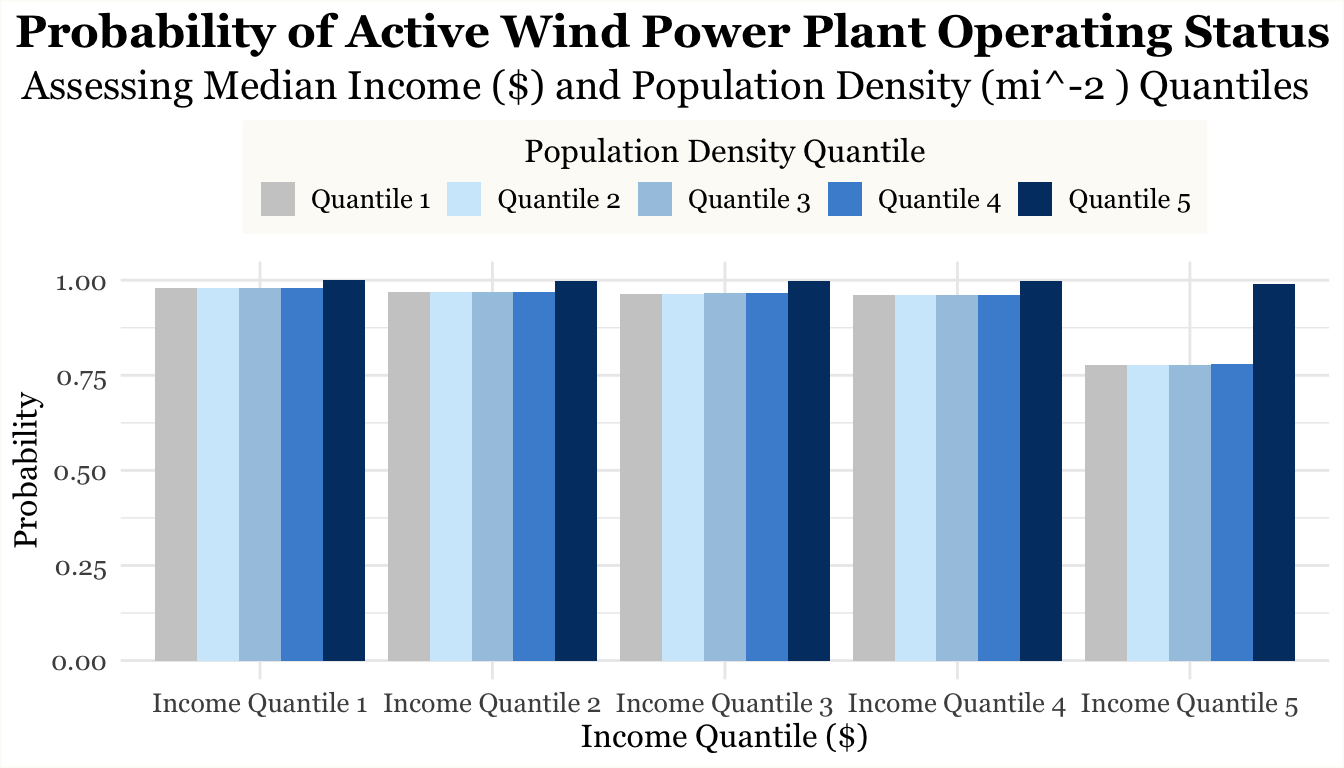 Probability of Active Wind Power Plant Operating Status
Assessing Median Income ($) and Population Density (mi^-2 ) Quantiles
Population Density Quantile
Quantile 1 Quantile 2 Quantile 3 Quantile 4 Quantile 5
1.00
0.75
0.50
0.25
0.00
Probability
Income Quantile 1 Income Quantile 2 Income Quantile 3 Income Quantile 4 Income Quantile 5
Income Quantile ($)